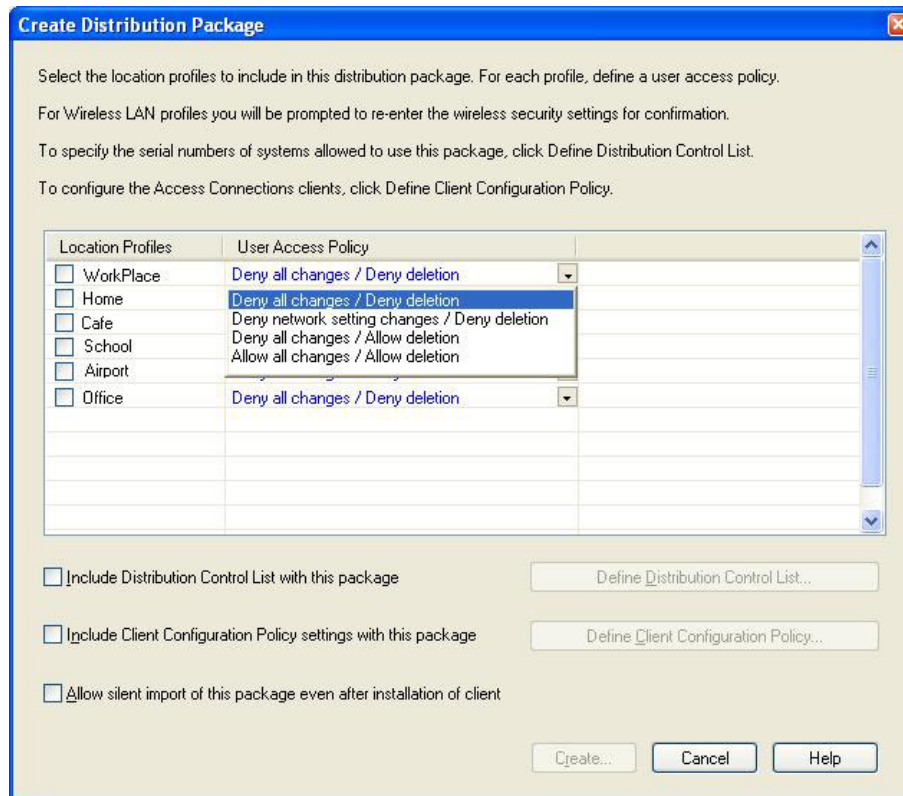 Create Distribution Package
Select the location profiles to include in this distribution package. For each profile, define a user access policy.
For Wireless LAN profiles you will be prompted to re-enter the wireless security settings for confirmation.
To specify the serial numbers of systems allowed to use this package, click Define Distribution Control List.
To configure the Access Connections clients, click Define Client Configuration Policy.
Location Profiles User Access Policy
WorkPlace Deny all changes / Deny deletion
Home Deny all changes / Deny deletion
Cafe Deny network setting changes / Deny deletion
School Deny all changes / Allow deletion
Allow all changes / Allow deletion
Airport
Office Deny all changes / Deny deletion
Include Distribution Control List with this package Define Distribution Control List...
Include Client Configuration Policy settings with this package Define Client Configuration Policy...
Allow silent import of this package even after installation of client
Create... Cancel Help